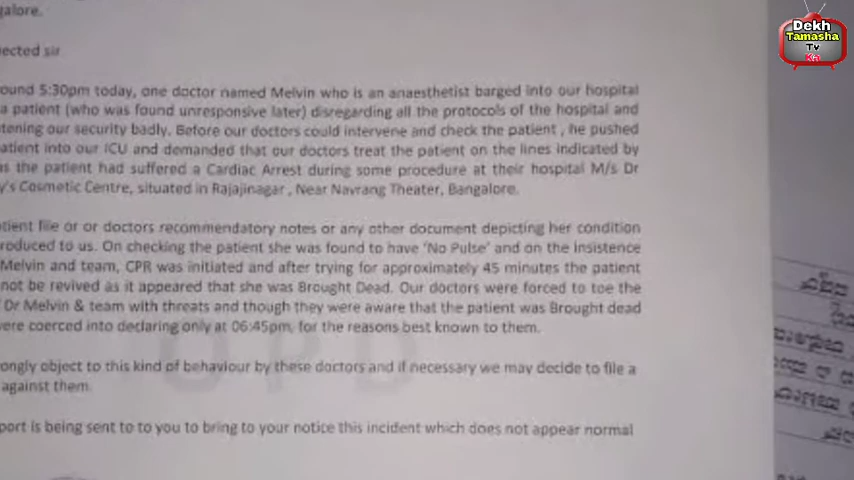 galore.
ected sir
ound 5:30pm today, one doctor named Melvin who is an anaesthetist barged into our hospital
a patient (who was found unresponsive later) disregarding all the protocols of the hospital and
tening our security badly. Before our doctors could intervene and check the patient , he pushed
atient into our ICU and demanded that our doctors treat the patient on the lines indicated by
as the patient had suffered a Cardiac Arrest during some procedure at their hospital M/s Dr
y's Cosmetic Centre, situated in Rajajinagar , Near Navrang Theater, Bangalore.
tient file or or doctors recommendatory notes or any other document depicting her condition
roduced to us. On checking the patient she was found to have 'No Pulse' and on the insistence
Melvin and team, CPR was initiated and after trying for approximately 45 minutes the patient
not be revived as it appeared that she was Brought Dead. Our doctors were forced to toe the
Dr Melvin & team with threats and though they were aware that the patient was Brought dead
ere coerced into declaring only at 06:45pm, for the reasons best known to them.
ongly object to this kind of behaviour by these doctors and if necessary we may decide to file a
against them.
port is being sent to to you to bring to your notice this incident which does not appear normal
OPD
Dekh
Tamasha
Tv